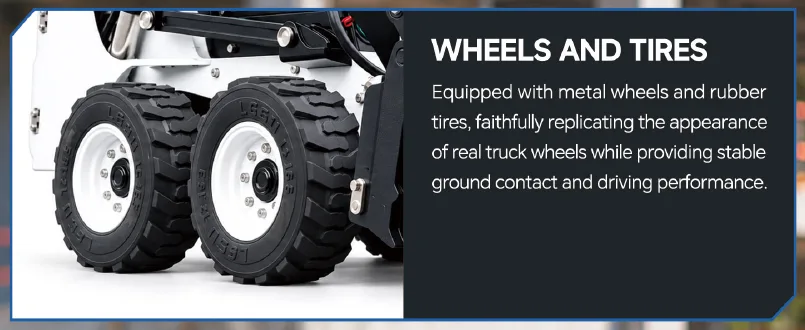 WHEELS AND TIRES
Equipped with metal wheels and rubber
tires, faithfully replicating the appearance
of real truck wheels while providing stable
ground contact and driving performance.